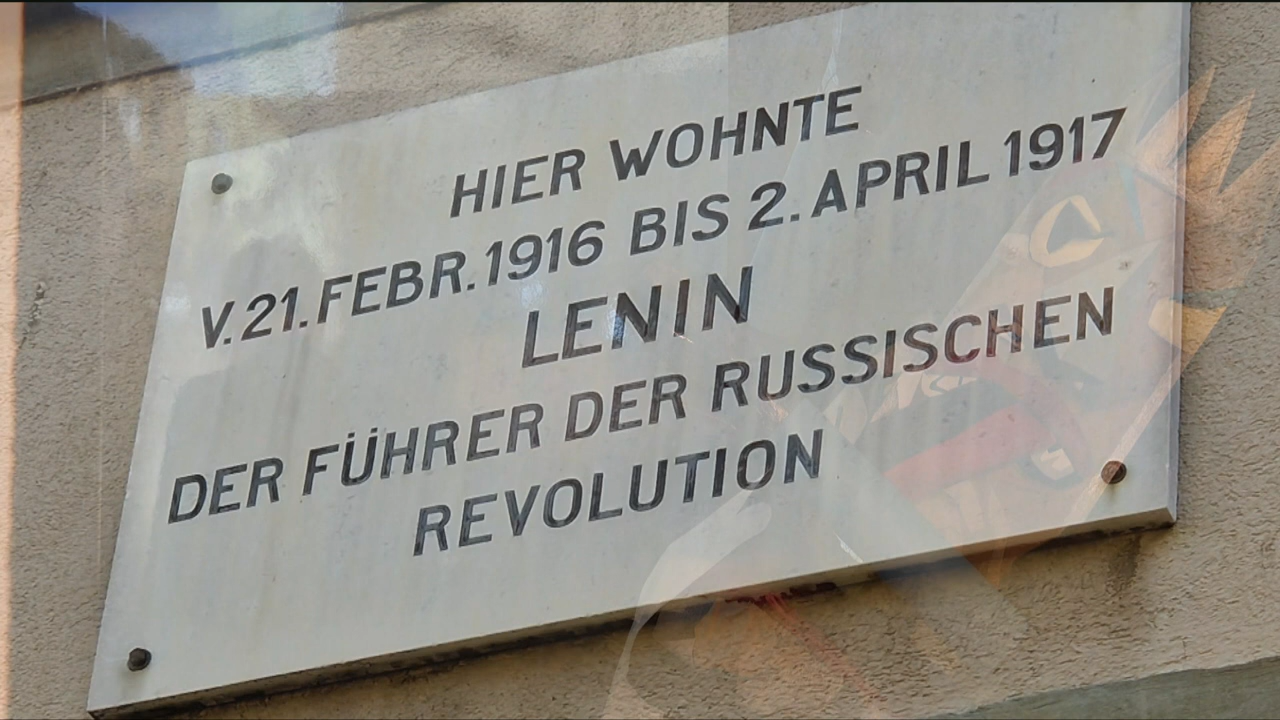 HIER WOHNTE
V. 21. FEBR. 1916 BIS 2. APRIL 1917
LENIN
DER FÜHRER DER RUSSISCHEN
REVOLUTION